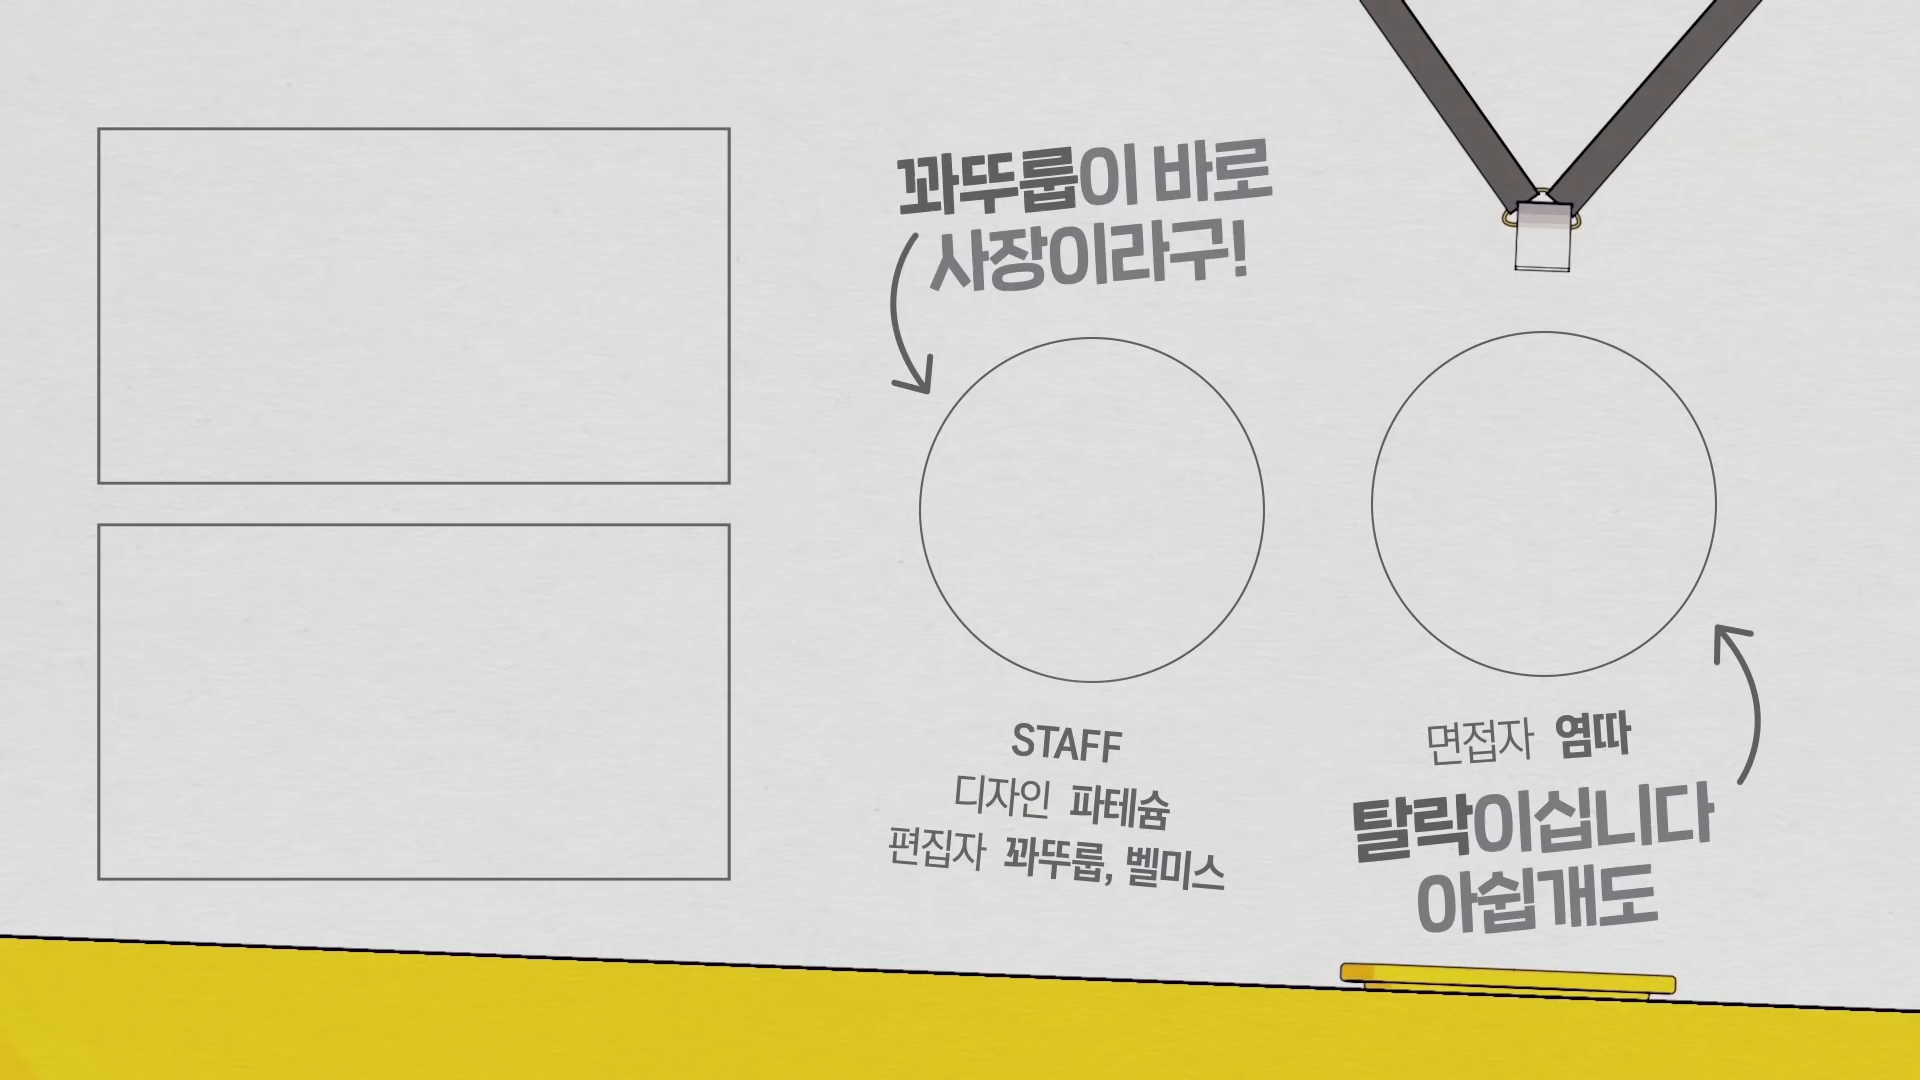 꽈뚜룹이 바로
사장이라구!
STAFF
디자인 파테슘
편집자 꽈뚜룹, 벨미스
면접자 염따
탈락이십니다
아쉽개도